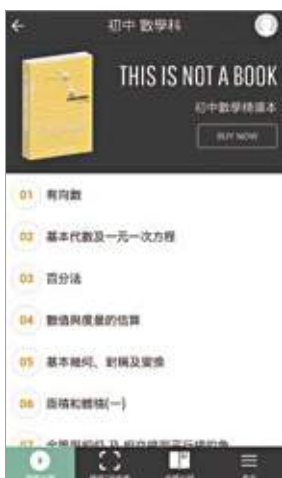 初中 數學科
THIS IS NOT A BOOK
初中數學精讀本
BUY NOW
01 有向數
02 基本代數及一元一次方程
03 百分法
04 數值與度量的估算
05 基本幾何、對稱及變換
06 面積和體積(一)
07